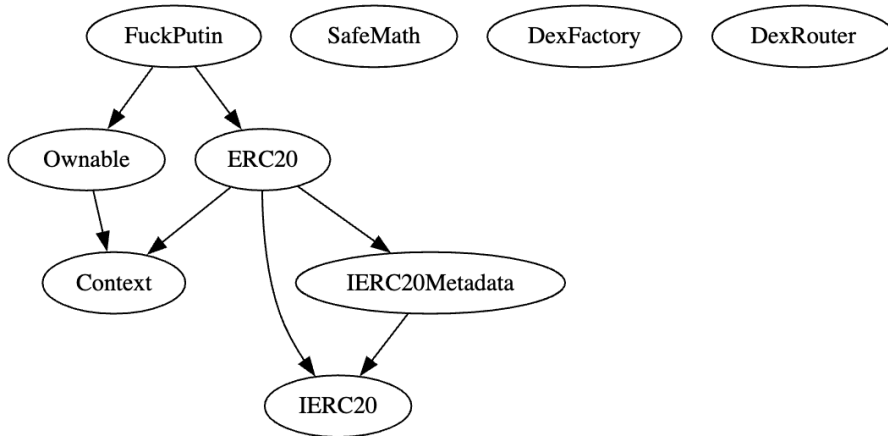 FuckPutin SafeMath DexFactory DexRouter
Ownable ERC20
Context IERC20Metadata
IERC20